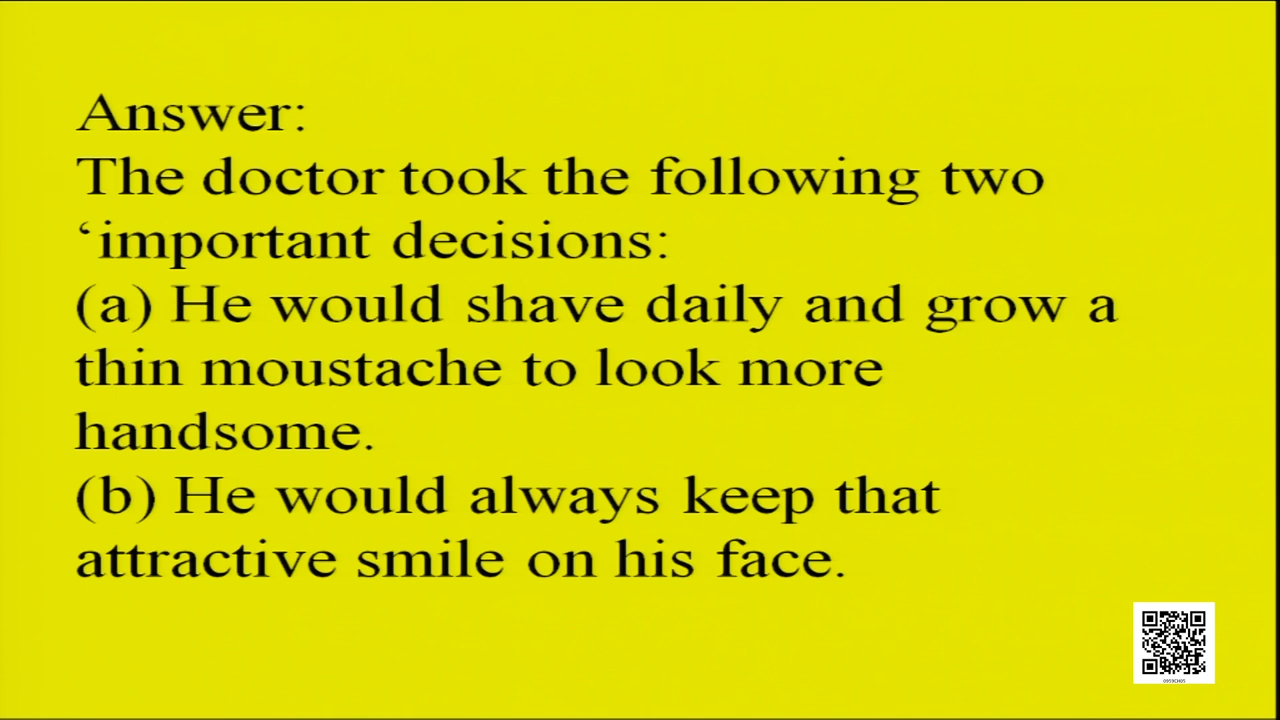 Answer:
The doctor took the following two
‘important decisions:
(a) He would shave daily and grow a
thin moustache to look more
handsome.
(b) He would always keep that
attractive smile on his face.